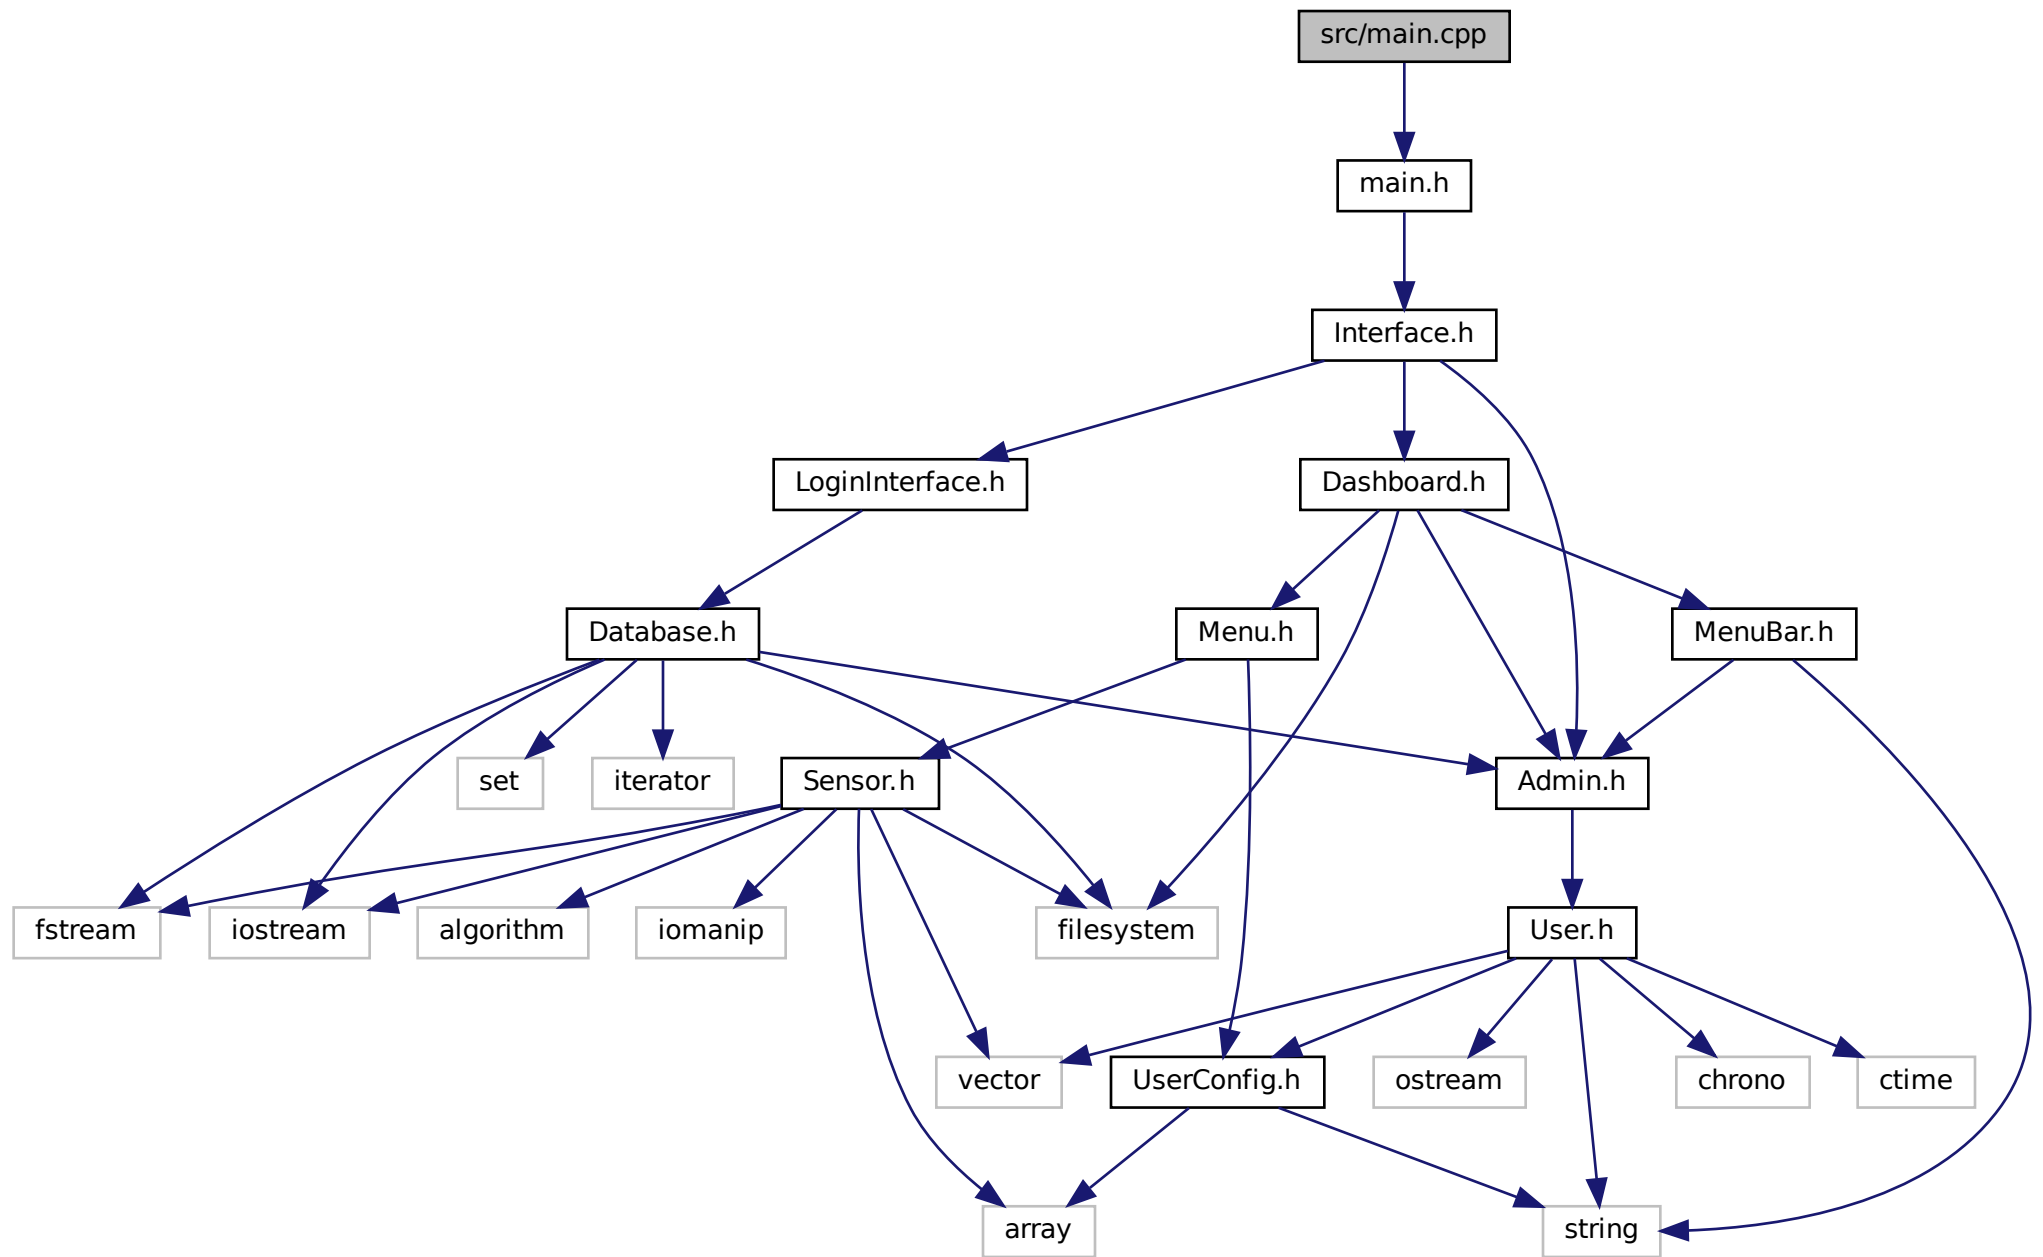 src/main.cpp
main.h
Interface.h
LoginInterface.h
Dashboard.h
Database.h
Menu.h
MenuBar.h
set
iterator
Sensor.h
Admin.h
fstream
iostream
algorithm
iomanip
filesystem
User.h
vector
UserConfig.h
ostream
chrono
ctime
array
string